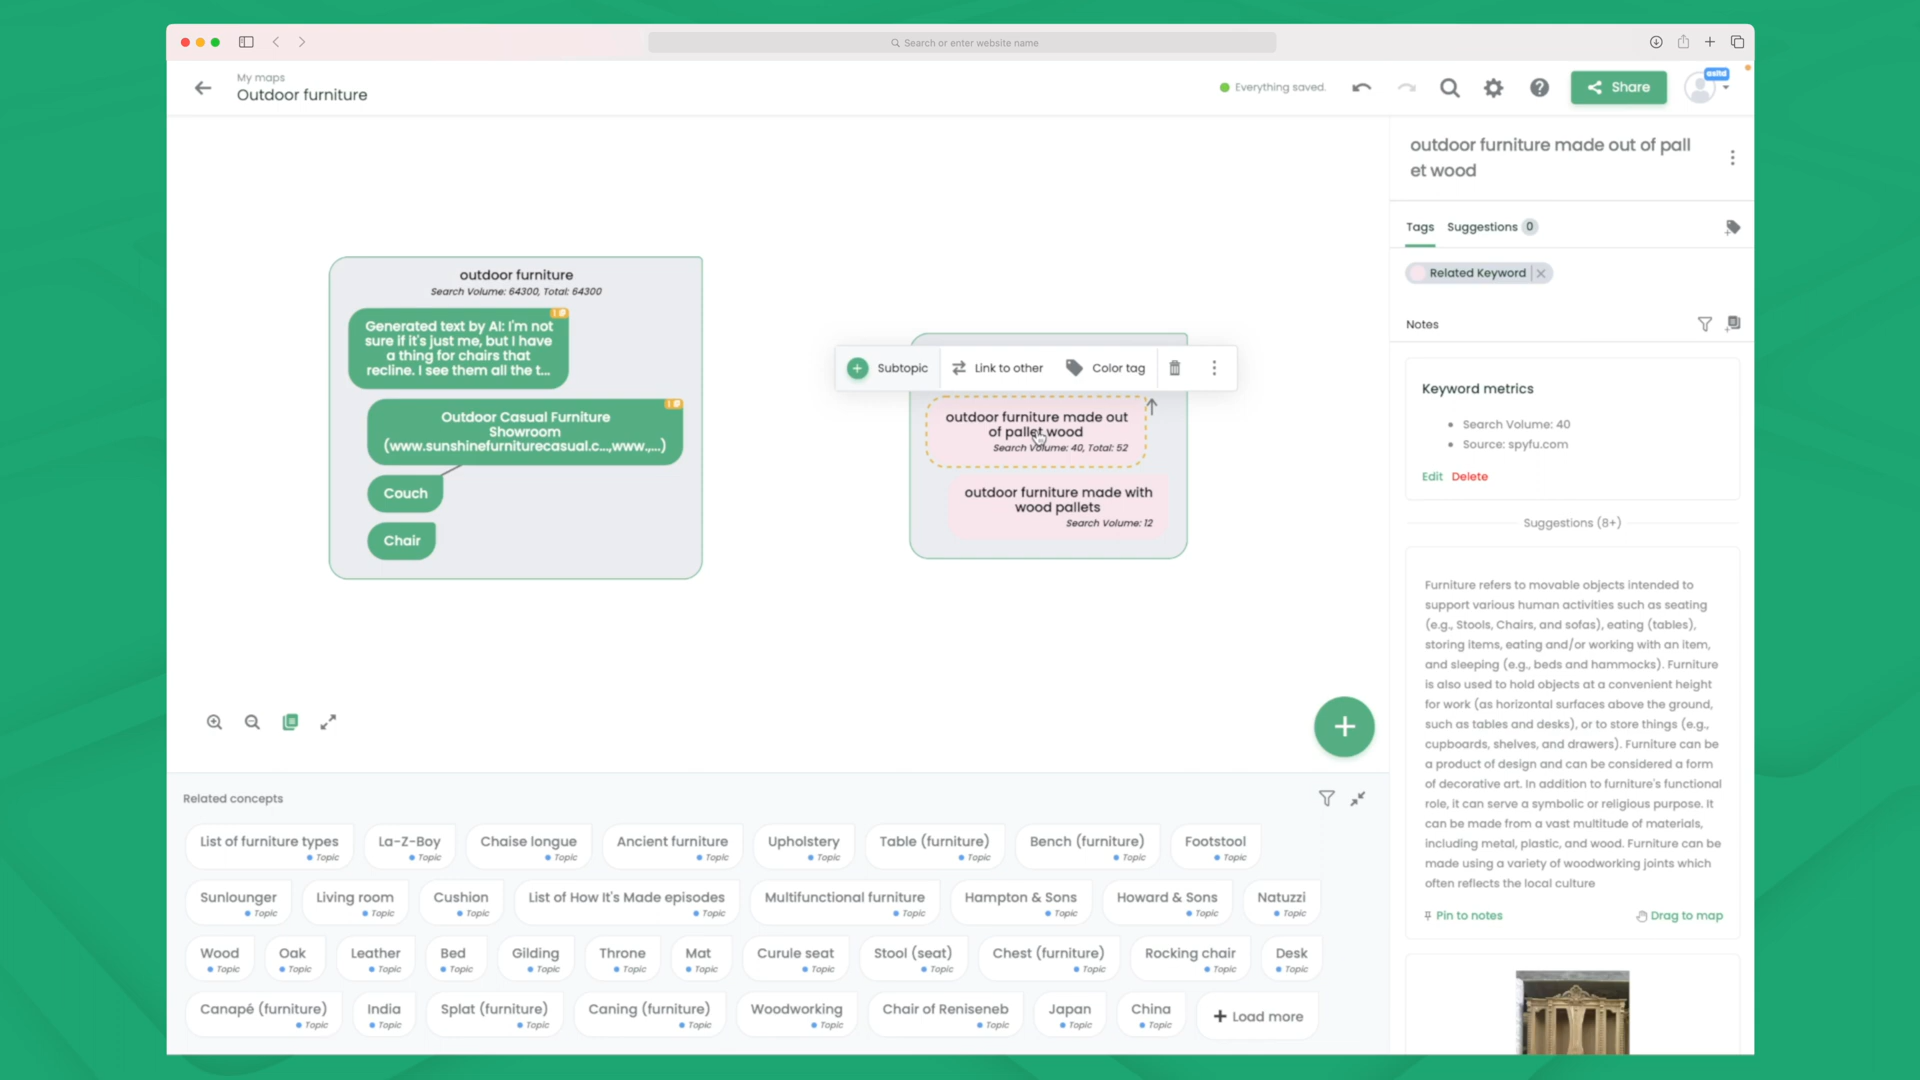 Search or enter website name
My maps
Outdoor furniture
Everything saved.
Share
outdoor furniture
Search Volume: 64300, Total: 64300
1
Generated text by AI: I'm not
sure if it's just me, but I have
a thing for chairs that
recline. I see them all the t...
1
Outdoor Casual Furniture
Showroom
(www.sunshinefurniturecasual.c...,www.,...)
Couch
Chair
Subtopic
Link to other
Color tag
outdoor furniture made out
of pallet wood
Search Volume: 40, Total: 52
outdoor furniture made with
wood pallets
Search Volume: 12
outdoor furniture made out of pall
et wood
Tags
Suggestions 0
Related Keyword
Notes
Keyword metrics
Search Volume: 40
Source: spyfu.com
Edit Delete
Suggestions (8+)
Furniture refers to movable objects intended to
support various human activities such as seating
(e.g., Stools, Chairs, and sofas), eating (tables),
storing items, eating and/or working with an item,
and sleeping (e.g., beds and hammocks). Furniture
is also used to hold objects at a convenient height
for work (as horizontal surfaces above the ground,
such as tables and desks), or to store things (e.g.,
cupboards, shelves, and drawers). Furniture can be
a product of design and can be considered a form
of decorative art. In addition to furniture's functional
role, it can serve a symbolic or religious purpose. It
can be made from a vast multitude of materials,
including metal, plastic, and wood. Furniture can be
made using a variety of woodworking joints which
often reflects the local culture
Pin to notes
Drag to map
Related concepts
List of furniture types
Topic
La-Z-Boy
Topic
Chaise longue
Topic
Ancient furniture
Topic
Upholstery
Topic
Table (furniture)
Topic
Bench (furniture)
Topic
Footstool
Topic
Sunlounger
Topic
Living room
Topic
Cushion
Topic
List of How It's Made episodes
Topic
Multifunctional furniture
Topic
Hampton & Sons
Topic
Howard & Sons
Topic
Natuzzi
Topic
Wood
Topic
Oak
Topic
Leather
Topic
Bed
Topic
Gilding
Topic
Throne
Topic
Mat
Topic
Curule seat
Topic
Stool (seat)
Topic
Chest (furniture)
Topic
Rocking chair
Topic
Desk
Topic
Canapé (furniture)
Topic
India
Topic
Splat (furniture)
Topic
Caning (furniture)
Topic
Woodworking
Topic
Chair of Reniseneb
Topic
Japan
Topic
China
Topic
Load more